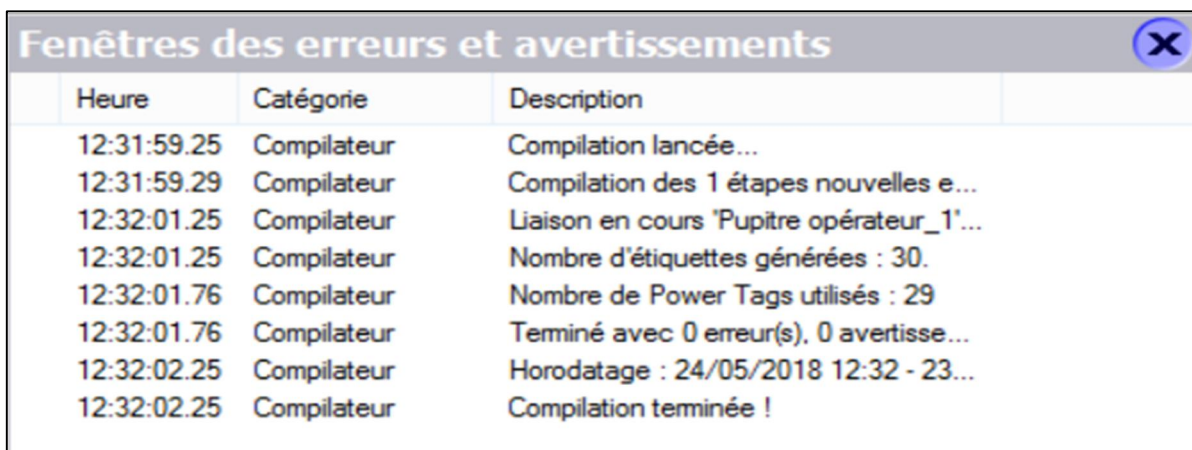 Fenêtres des erreurs et avertissements
Heure Catégorie Description
12:31:59.25 Compilateur Compilation lancée...
12:31:59.29 Compilateur Compilation des 1 étapes nouvelles e...
12:32:01.25 Compilateur Liaison en cours 'Pupitre opérateur_1'...
12:32:01.25 Compilateur Nombre d'étiquettes générées : 30.
12:32:01.76 Compilateur Nombre de Power Tags utilisés : 29
12:32:01.76 Compilateur Terminé avec 0 erreur(s), 0 avertisse...
12:32:02.25 Compilateur Horodatage : 24/05/2018 12:32 - 23...
12:32:02.25 Compilateur Compilation terminée !